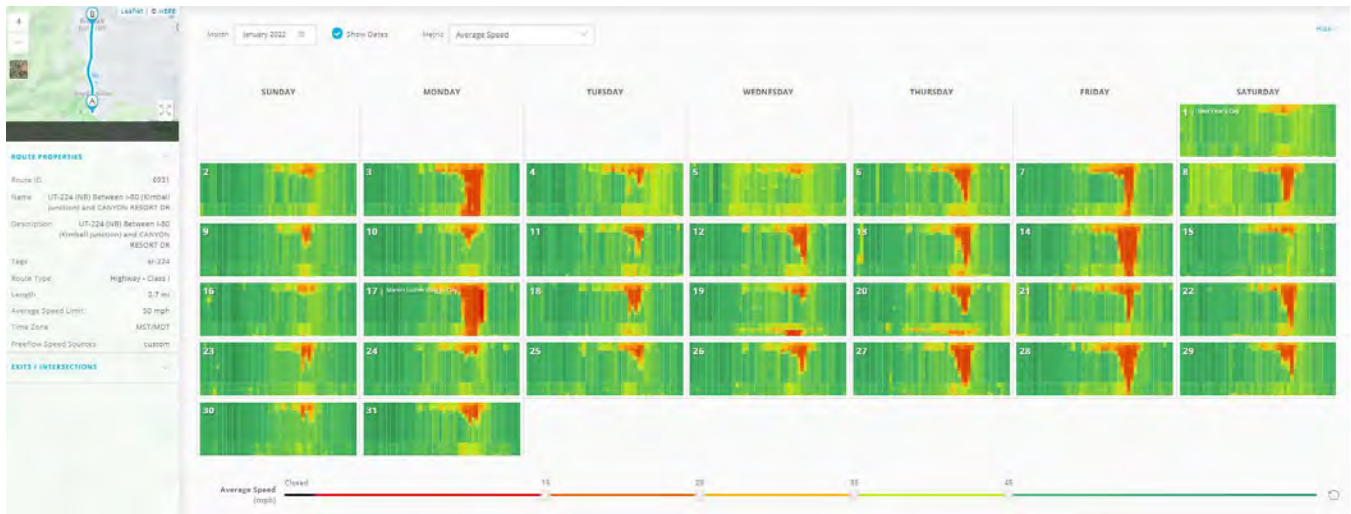 Leaflet | © HERE
B
A
Month January 2022 Show Dates Metric Average Speed
Hide
SUNDAY MONDAY TUESDAY WEDNESDAY THURSDAY FRIDAY SATURDAY
1 New Year's Day
2 3 4 5 6 7 8
9 10 11 12 13 14 15
16 17 Martin Luther King Jr. Day 18 19 20 21 22
23 24 25 26 27 28 29
30 31
ROUTE PROPERTIES
Route ID 6931
Name UT-224 (NB) Between I-80 (Kimball
Junction) and CANYON RESORT DR
Description UT-224 (NB) Between I-80
(Kimball Junction) and CANYON
RESORT DR
Tags sr-224
Route Type Highway - Class I
Length 3.7 mi
Average Speed Limit 50 mph
Time Zone MST/MDT
Freeflow Speed Sources custom
EXITS / INTERSECTIONS
Average Speed
(mph)
Closed 15 25 35 45